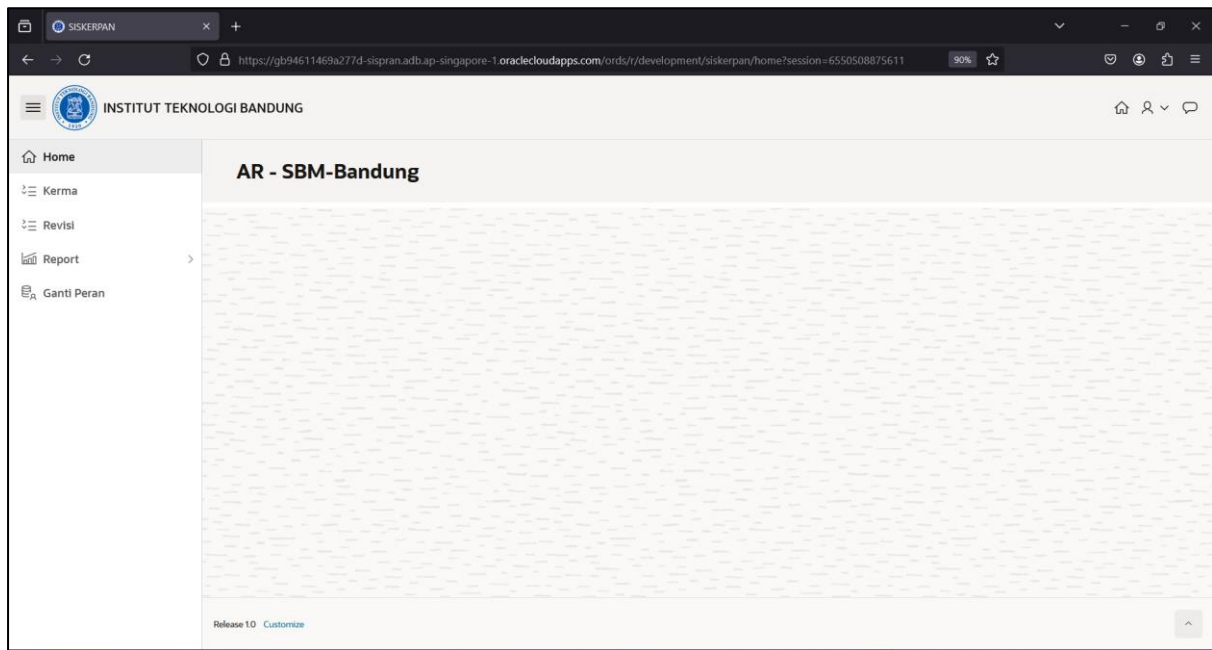 SISKERPAN
https://gb94611469a277d-sispran.adb.ap-singapore-1.oraclecloudapps.com/ords/r/development/siskerpan/home?session=6550508875611 90%
INSTITUT TEKNOLOGI BANDUNG
Home
AR - SBM-Bandung
Kerma
Revisi
Report
Ganti Peran
Release 1.0 Customize